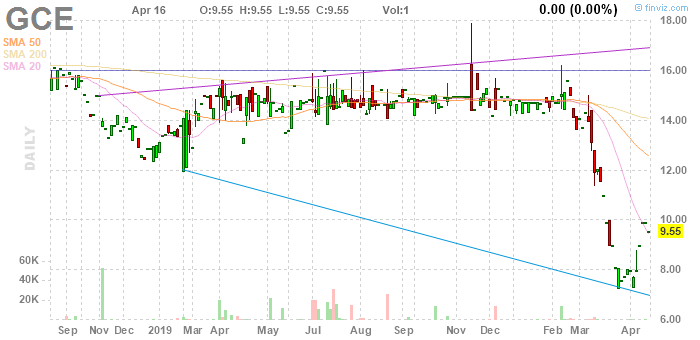 GCE Apr 16 O:9.55 H:9.55 L:9.55 C:9.55 Vol:1 0.00 (0.00%)
© finviz.com
SMA 50
SMA 200
SMA 20
DAILY
18.00
16.00
14.00
12.00
10.00
9.55
8.00
6.00
60K
40K
20K
Sep Nov Dec 2019 Mar Apr May Jul Aug Sep Nov Dec Feb Mar Apr